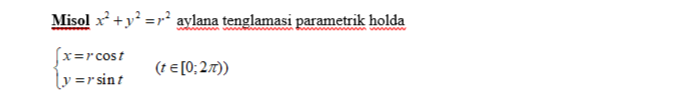 Misol x² + y² = r² aylana tenglamasi parametrik holda
{x = r cos t
y = r sin t (t ∈ [0; 2π))